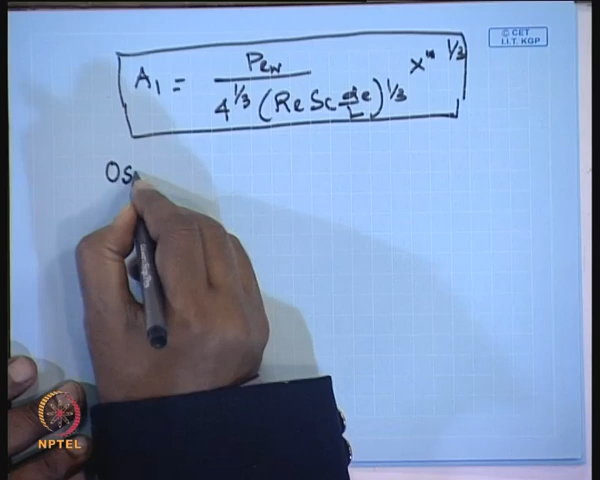 © CET
I.I.T. KGP
A₁ = Pew / 4^1/3 (Re Sc de/L)^1/3 x*^1/3
Os
NPTEL